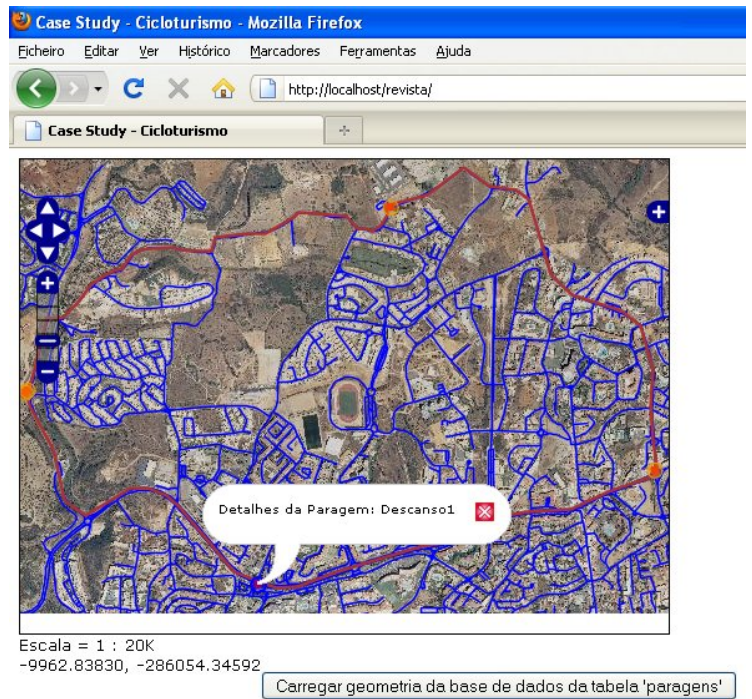 Case Study - Cicloturismo - Mozilla Firefox
Ficheiro Editar Ver Histórico Marcadores Ferramentas Ajuda
http://localhost/revista/
Case Study - Cicloturismo
Detalhes da Paragem: Descanso1
Escala = 1 : 20K
-9962.83830, -286054.34592
Carregar geometria da base de dados da tabela 'paragens'